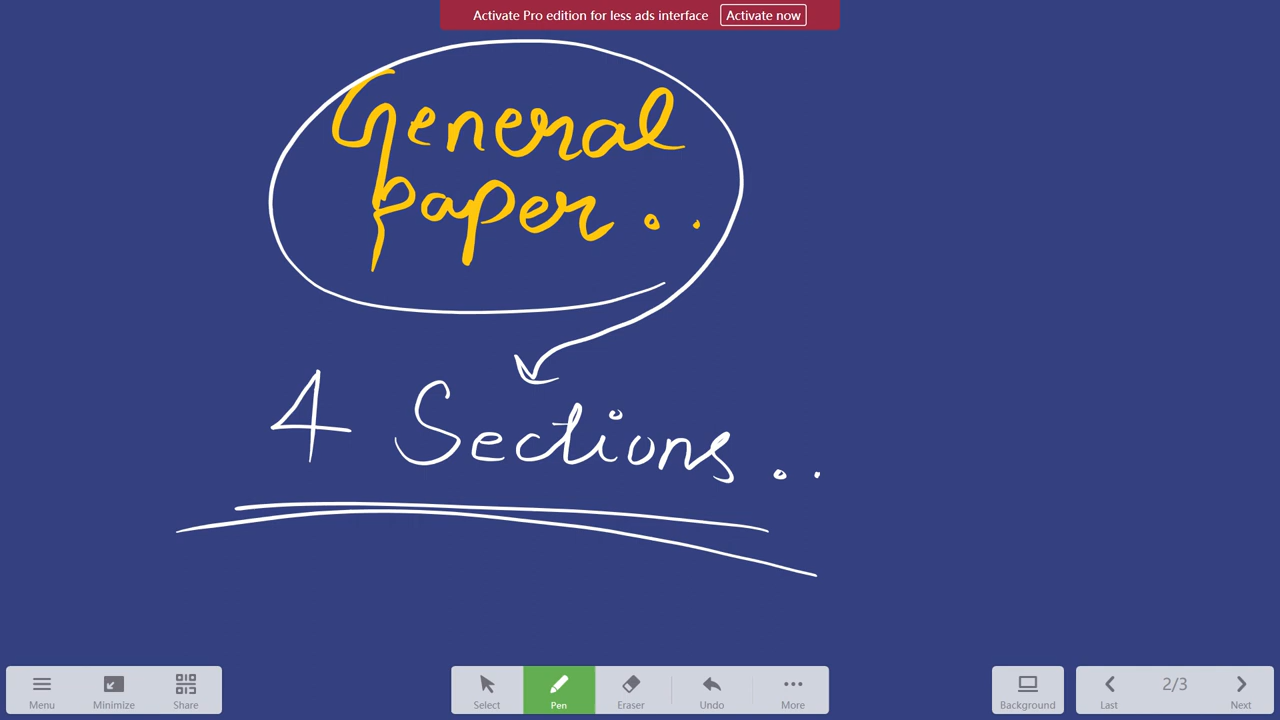 Activate Pro edition for less ads interface Activate now
General
paper..
4 Sections..
Menu Minimize Share Select Pen Eraser Undo More Background Last 2/3 Next